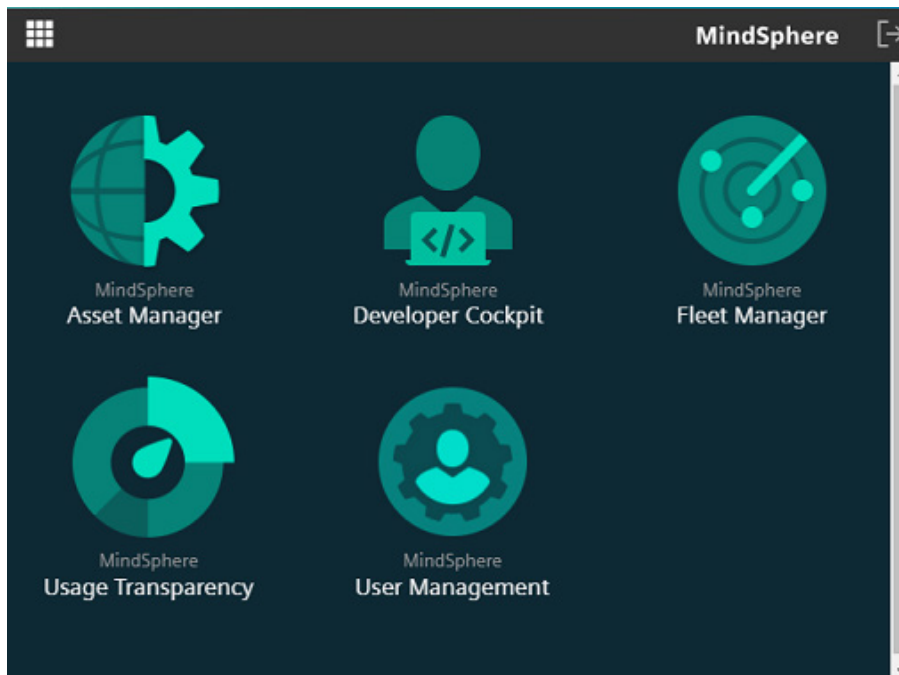 MindSphere
MindSphere
Asset Manager
MindSphere
Developer Cockpit
MindSphere
Fleet Manager
MindSphere
Usage Transparency
MindSphere
User Management